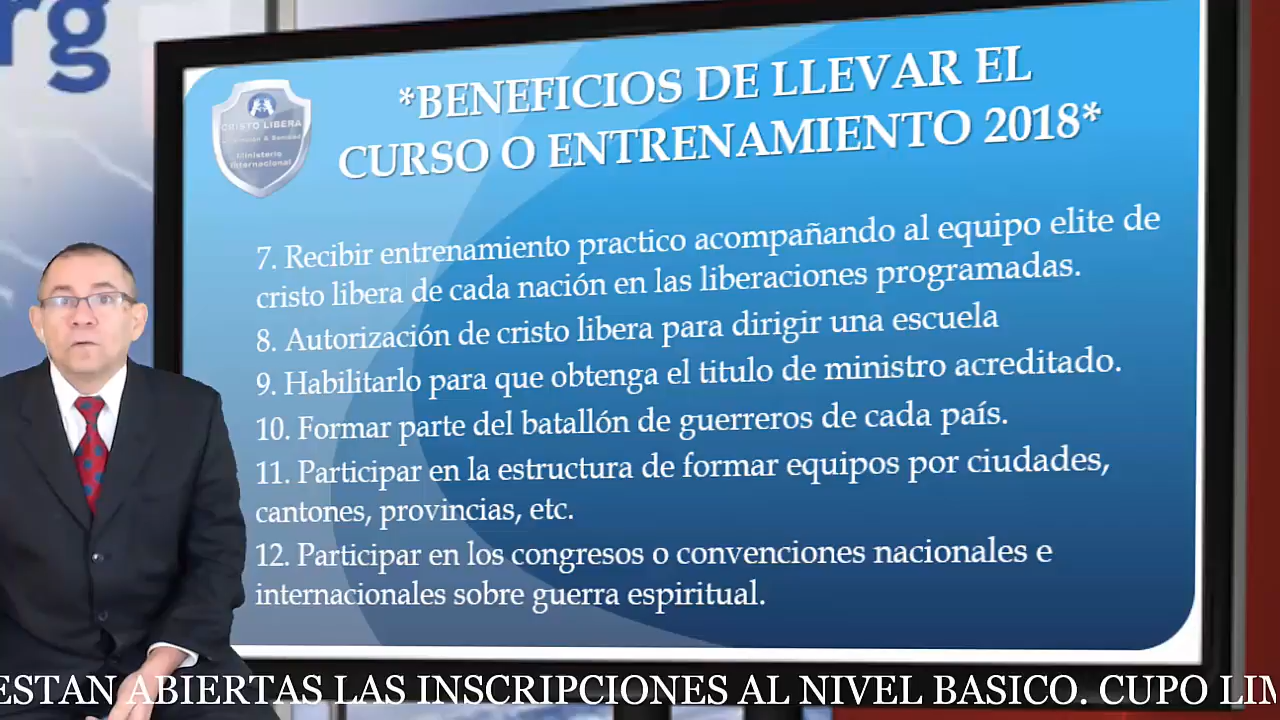 rg
*BENEFICIOS DE LLEVAR EL
CURSO O ENTRENAMIENTO 2018*
CRISTO LIBERA
Ministerio
Internacional
7. Recibir entrenamiento practico acompañando al equipo elite de
cristo libera de cada nación en las liberaciones programadas.
8. Autorización de cristo libera para dirigir una escuela
9. Habilitarlo para que obtenga el titulo de ministro acreditado.
10. Formar parte del batallón de guerreros de cada país.
11. Participar en la estructura de formar equipos por ciudades,
cantones, provincias, etc.
12. Participar en los congresos o convenciones nacionales e
internacionales sobre guerra espiritual.
ESTAN ABIERTAS LAS INSCRIPCIONES AL NIVEL BASICO. CUPO LIM